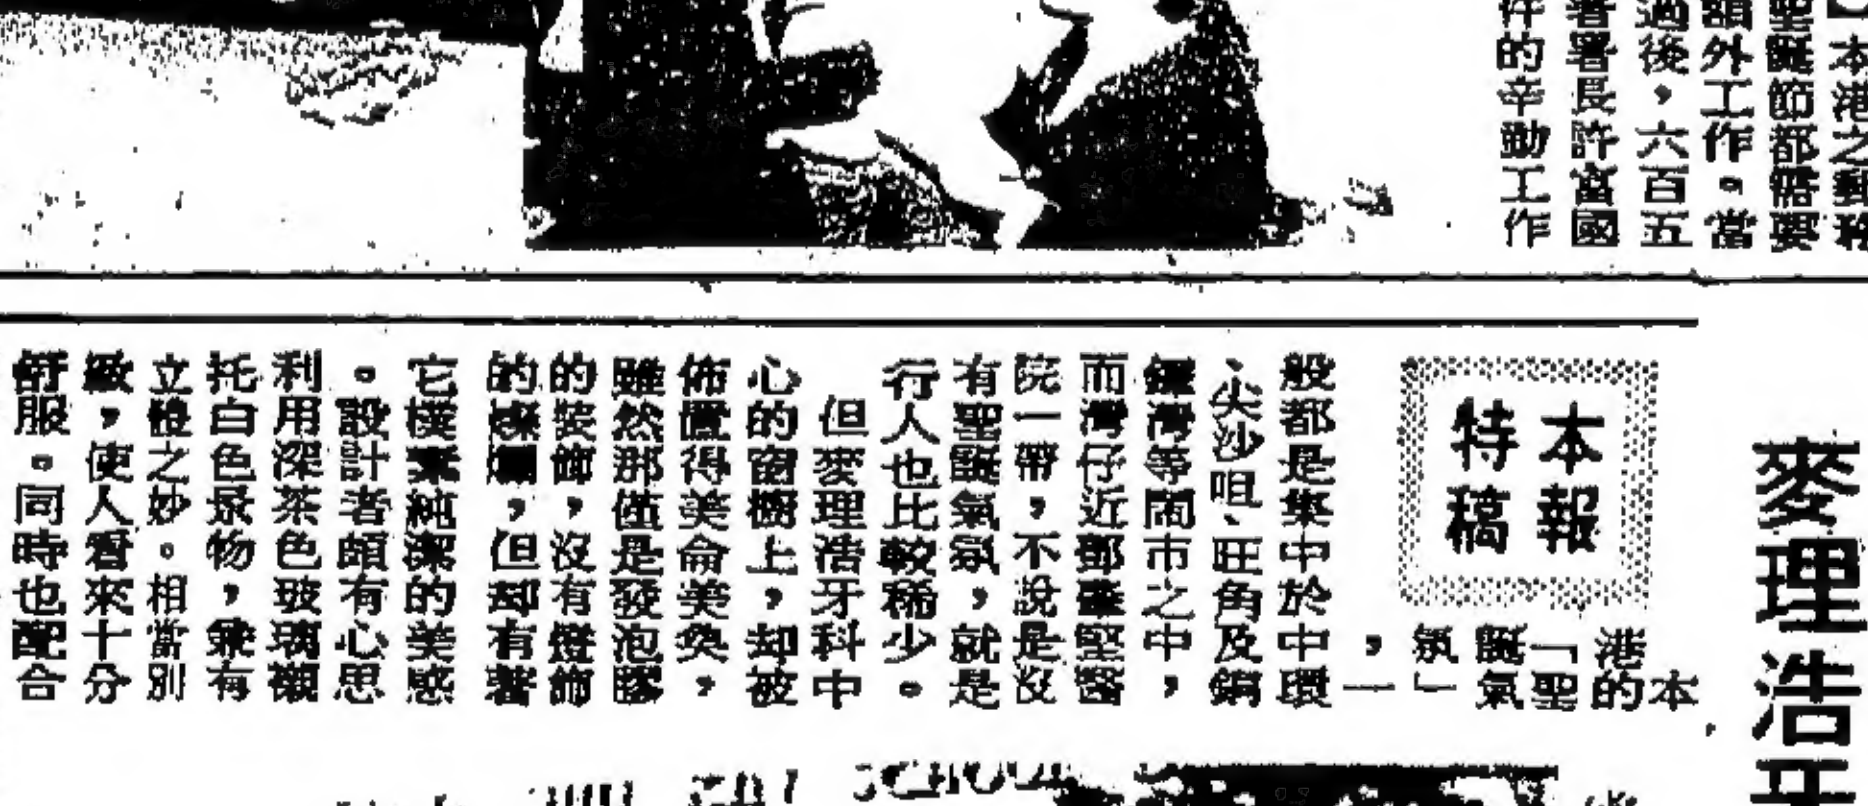 】本港之郵務
聖誕節都需要
額外工作。當
過後，六百五
署署長許富國
件的辛勤工作
麥理浩牙
本報
特稿
本
港的
「聖
誕氣
氛」
，一
般都是集中於中環
、尖沙咀、旺角及銅
鑼灣等鬧市之中，
而灣仔近鄧肇堅醫
院一帶，不說是沒
有聖誕氣氛，就是
行人也比較稀少。
但麥理浩牙科中
心的窗櫥上，却被
佈置得美侖美奐，
雖然那僅是發泡膠
的裝飾，沒有燈飾
的燦爛，但却有著
它樸素純潔的美感
。設計者頗有心思
利用深茶色玻璃襯
托白色景物，兼有
立體之妙。相當別
緻，使人看來十分
舒服。同時也配合